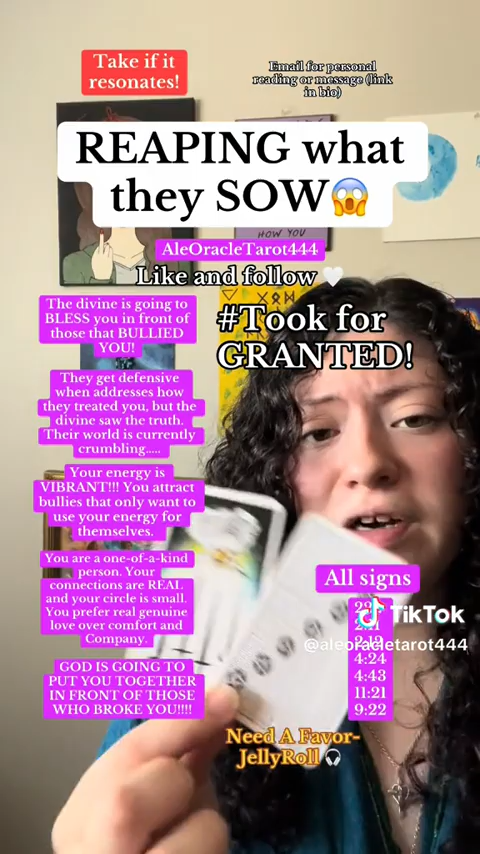 Take if it
resonates!
Email for personal
reading or message (link
in bio)
REAPING what
they SOW😱
HOW YOU
AleOracleTarot444
Like and follow 🤍
#Took for
GRANTED!
The divine is going to
BLESS you in front of
those that BULLIED
YOU!
They get defensive
when addresses how
they treated you, but the
divine saw the truth.
Their world is currently
crumbling.....
Your energy is
VIBRANT!!! You attract
bullies that only want to
use your energy for
themselves.
You are a one-of-a-kind
person. Your
connections are REAL
and your circle is small.
You prefer real genuine
love over comfort and
Company.
GOD IS GOING TO
PUT YOU TOGETHER
IN FRONT OF THOSE
WHO BROKE YOU!!!!
All signs
TikTok
@aleoracletarot444
4:24
4:43
11:21
9:22
Need A Favor-
JellyRoll🎧